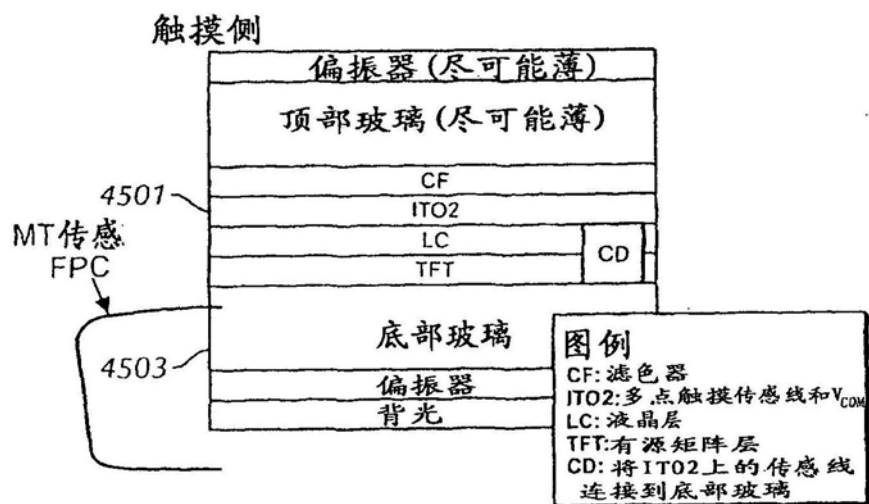 触摸侧
偏振器(尽可能薄)
顶部玻璃(尽可能薄)
CF
4501
ITO2
MT传感
FPC
LC
CD
TFT
底部玻璃
4503
偏振器
背光
图例
CF: 滤色器
ITO2:多点触摸传感线和VCOM
LC: 液晶层
TFT:有源矩阵层
CD: 将ITO2上的传感线
连接到底部玻璃